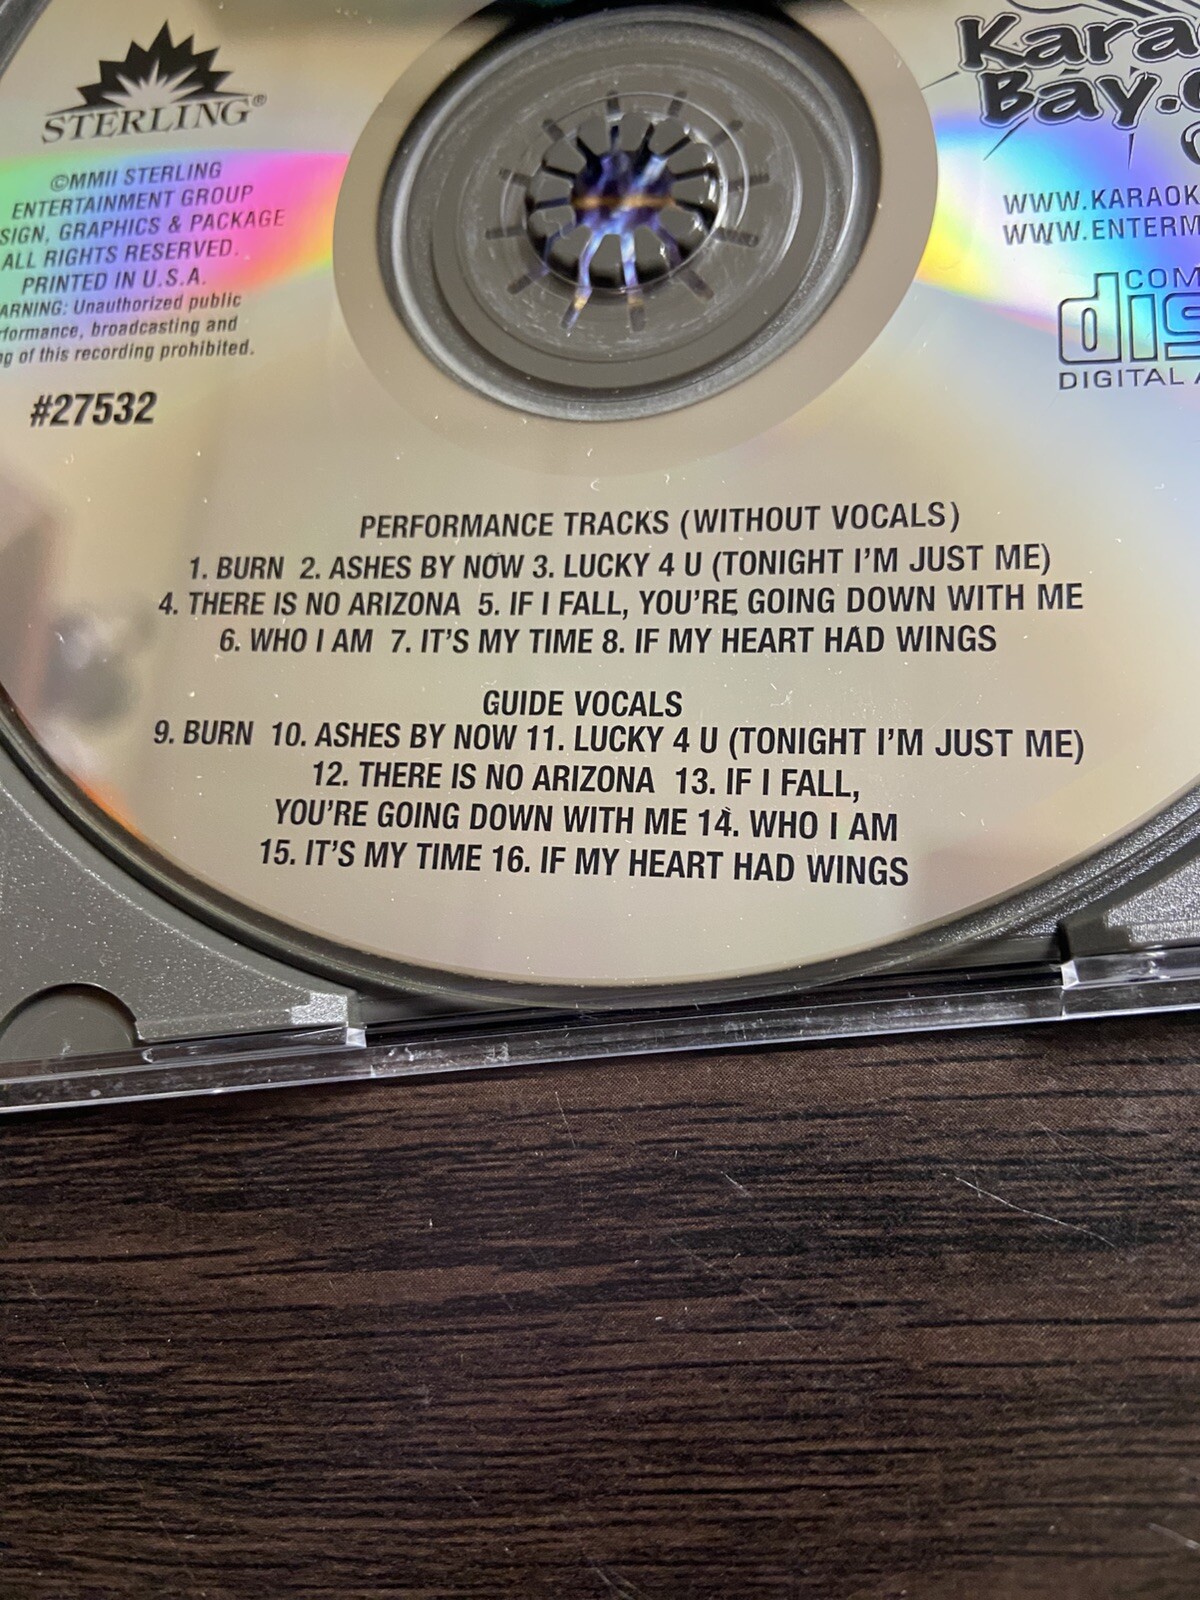 STERLING®
©MMII STERLING
ENTERTAINMENT GROUP
& PACKAGE
ALL RIGHTS RESERVED.
PRINTED IN U.S.A.
Unauthorized public
broadcasting and
of this recording prohibited.
#27532
Bay.
DIGITAL
PERFORMANCE TRACKS (WITHOUT VOCALS)
1. BURN 2. ASHES BY NOW 3. LUCKY 4 U (TONIGHT I'M JUST ME)
4. THERE IS NO ARIZONA 5. IF I FALL, YOU'RE GOING DOWN WITH ME
6. WHO I AM 7. IT'S MY TIME 8. IF MY HEART HAD WINGS
GUIDE VOCALS
9. BURN 10. ASHES BY NOW 11. LUCKY 4 U (TONIGHT I'M JUST ME)
12. THERE IS NO ARIZONA 13. IF I FALL,
YOU'RE GOING DOWN WITH ME 14. WHO I AM
15. IT'S MY TIME 16. IF MY HEART HAD WINGS